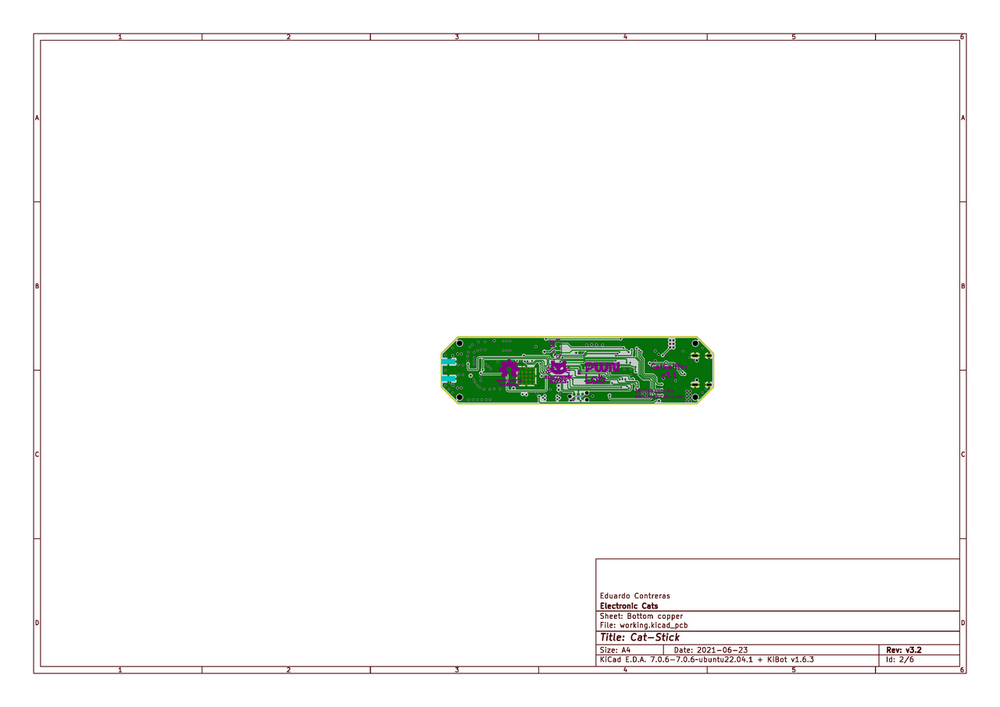 1 2 3 4 5 6
A A
PWN
Lab
B B
C C
Eduardo Contreras
Electronic Cats
Sheet: Bottom copper
File: working.kicad_pcb
D D
Title: Cat-Stick
Size: A4 Date: 2021-06-23 Rev: v3.2
KiCad E.D.A. 7.0.6-7.0.6~ubuntu22.04.1 + KiBot v1.6.3 Id: 2/6
1 2 3 4 5 6